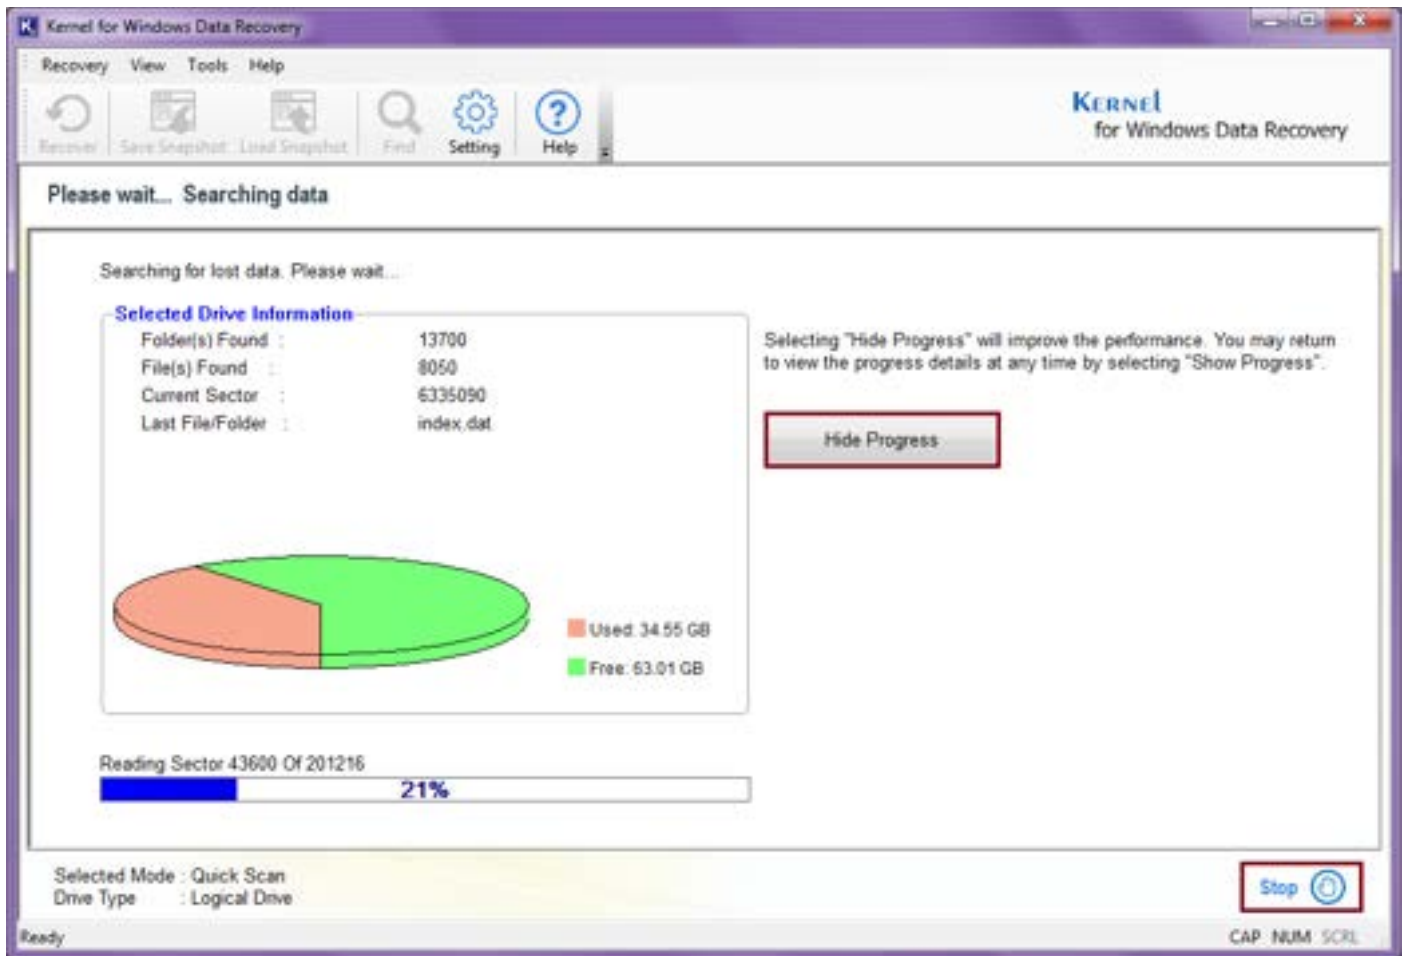 Kernel for Windows Data Recovery
Recovery View Tools Help
Recover Save Snapshot Load Snapshot Find Setting Help
KERNEl
for Windows Data Recovery
Please wait... Searching data
Searching for lost data. Please wait...
Selected Drive Information
Folder(s) Found : 13700
File(s) Found : 8050
Current Sector : 6335090
Last File/Folder : index.dat
Selecting "Hide Progress" will improve the performance. You may return
to view the progress details at any time by selecting "Show Progress".
Hide Progress
Used: 34.55 GB
Free: 63.01 GB
Reading Sector 43600 Of 201216
21%
Selected Mode : Quick Scan
Drive Type : Logical Drive
Stop
Ready
CAP NUM SCRL